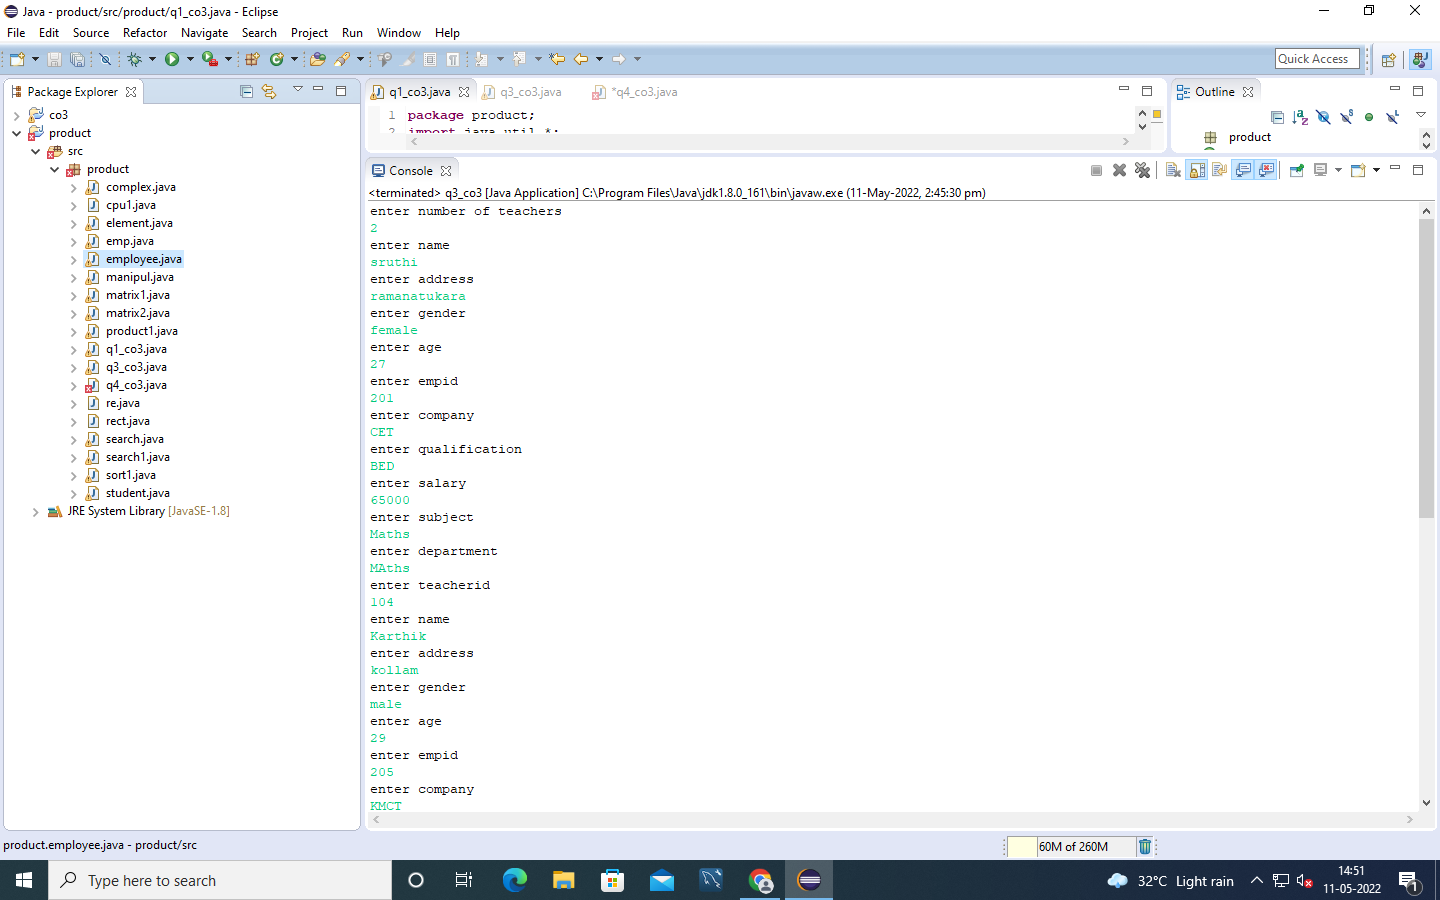 Java - product/src/product/q1_co3.java - Eclipse
File Edit Source Refactor Navigate Search Project Run Window Help
Quick Access
Package Explorer
co3
product
src
product
complex.java
cpu1.java
element.java
emp.java
employee.java
manipul.java
matrix1.java
matrix2.java
product1.java
q1_co3.java
q3_co3.java
q4_co3.java
re.java
rect.java
search.java
search1.java
sort1.java
student.java
JRE System Library [JavaSE-1.8]
q1_co3.java q3_co3.java *q4_co3.java
1 package product;
2 import java.util.*;
Outline
product
Console
<terminated> q3_co3 [Java Application] C:\Program Files\Java\jdk1.8.0_161\bin\javaw.exe (11-May-2022, 2:45:30 pm)
enter number of teachers
2
enter name
sruthi
enter address
ramanatukara
enter gender
female
enter age
27
enter empid
201
enter company
CET
enter qualification
BED
enter salary
65000
enter subject
Maths
enter department
MAths
enter teacherid
104
enter name
Karthik
enter address
kollam
enter gender
male
enter age
29
enter empid
205
enter company
KMCT
product.employee.java - product/src
60M of 260M
Type here to search
32°C Light rain
14:51
11-05-2022
1